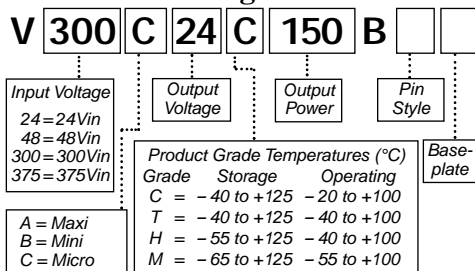 V 300 C 24 C 150 B
Input Voltage
24 = 24Vin
48 = 48Vin
300 = 300Vin
375 = 375Vin
Output
Voltage
Output
Power
Pin
Style
Base-
plate
A = Maxi
B = Mini
C = Micro
Product Grade Temperatures (°C)
Grade Storage Operating
C = – 40 to +125 – 20 to +100
T = – 40 to +125 – 40 to +100
H = – 55 to +125 – 40 to +100
M = – 65 to +125 – 55 to +100